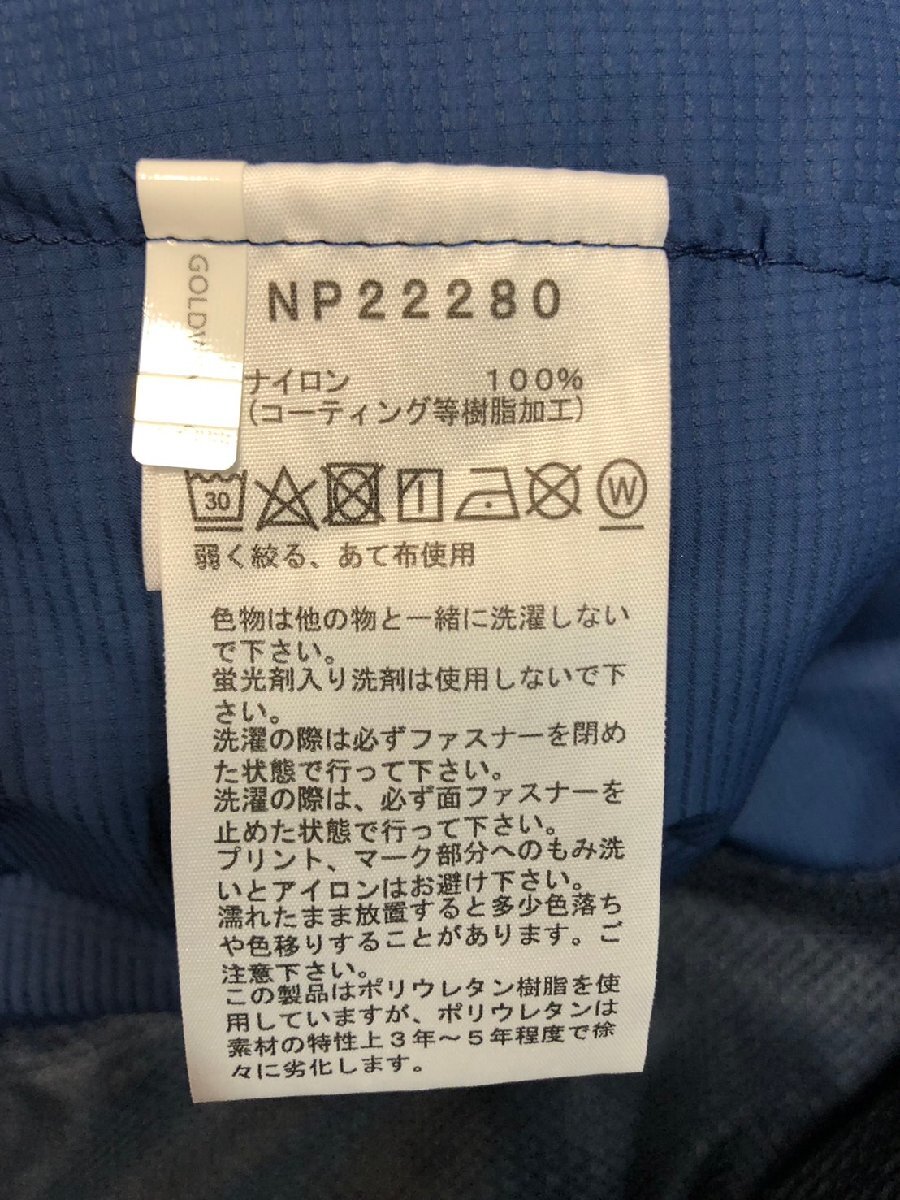 GOLDW
NP22280
ナイロン 100%
(コーティング等樹脂加工)
30
W
弱く絞る、あて布使用
色物は他の物と一緒に洗濯しない
で下さい。
蛍光剤入り洗剤は使用しないで下
さい。
洗濯の際は必ずファスナーを閉め
た状態で行って下さい。
洗濯の際は、必ず面ファスナーを
止めた状態で行って下さい。
プリント、マーク部分へのもみ洗
いとアイロンはお避け下さい。
濡れたまま放置すると多少色落ち
や色移りすることがあります。ご
注意下さい。
この製品はポリウレタン樹脂を使
用していますが、ポリウレタンは
素材の特性上3年~5年程度で徐
々に劣化します。